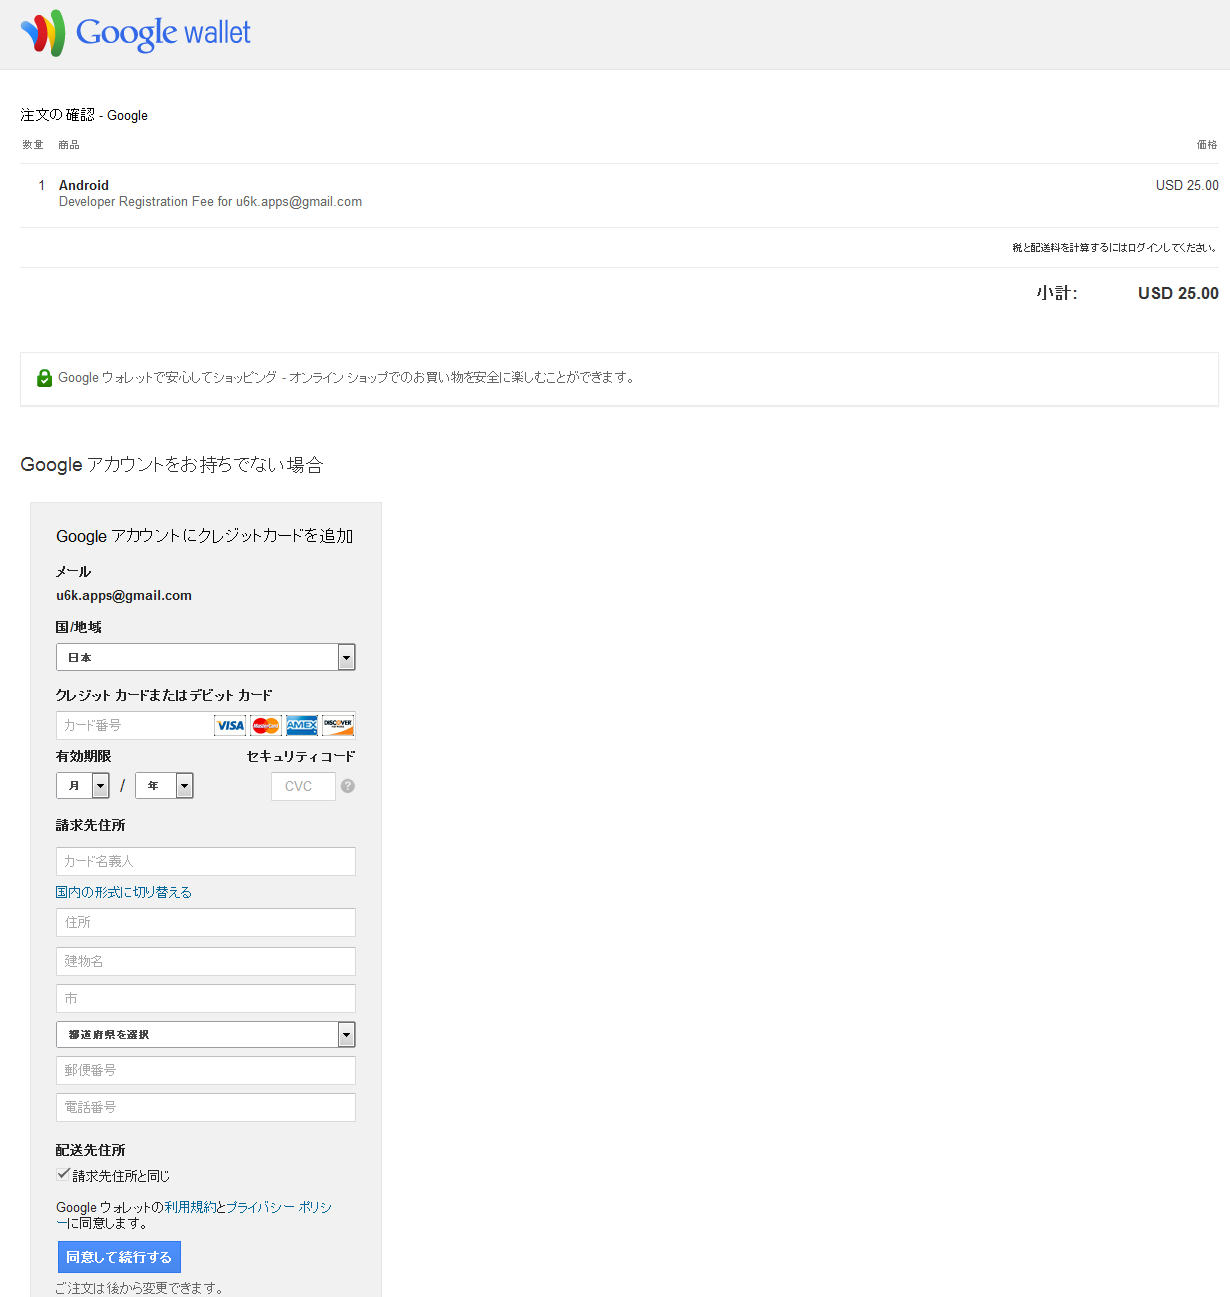 Google wallet
注文の確認 - Google
数量 商品 価格
1 Android USD 25.00
Developer Registration Fee for u6k.apps@gmail.com
税と配送料を計算するにはログインしてください。
小計: USD 25.00
Google ウォレットで安心してショッピング - オンライン ショップでのお買い物を安全に楽しむことができます。
Google アカウントをお持ちでない場合
Google アカウントにクレジットカードを追加
メール
u6k.apps@gmail.com
国/地域
日本
クレジット カードまたはデビット カード
カード番号 VISA MasterCard AMEX DISCOVER
有効期限 セキュリティコード
月 / 年 CVC ?
請求先住所
カード名義人
国内の形式に切り替える
住所
建物名
市
都道府県を選択
郵便番号
電話番号
配送先住所
請求先住所と同じ
Google ウォレットの利用規約とプライバシー ポリシ
ーに同意します。
同意して続行する
ご注文は後から変更できます。